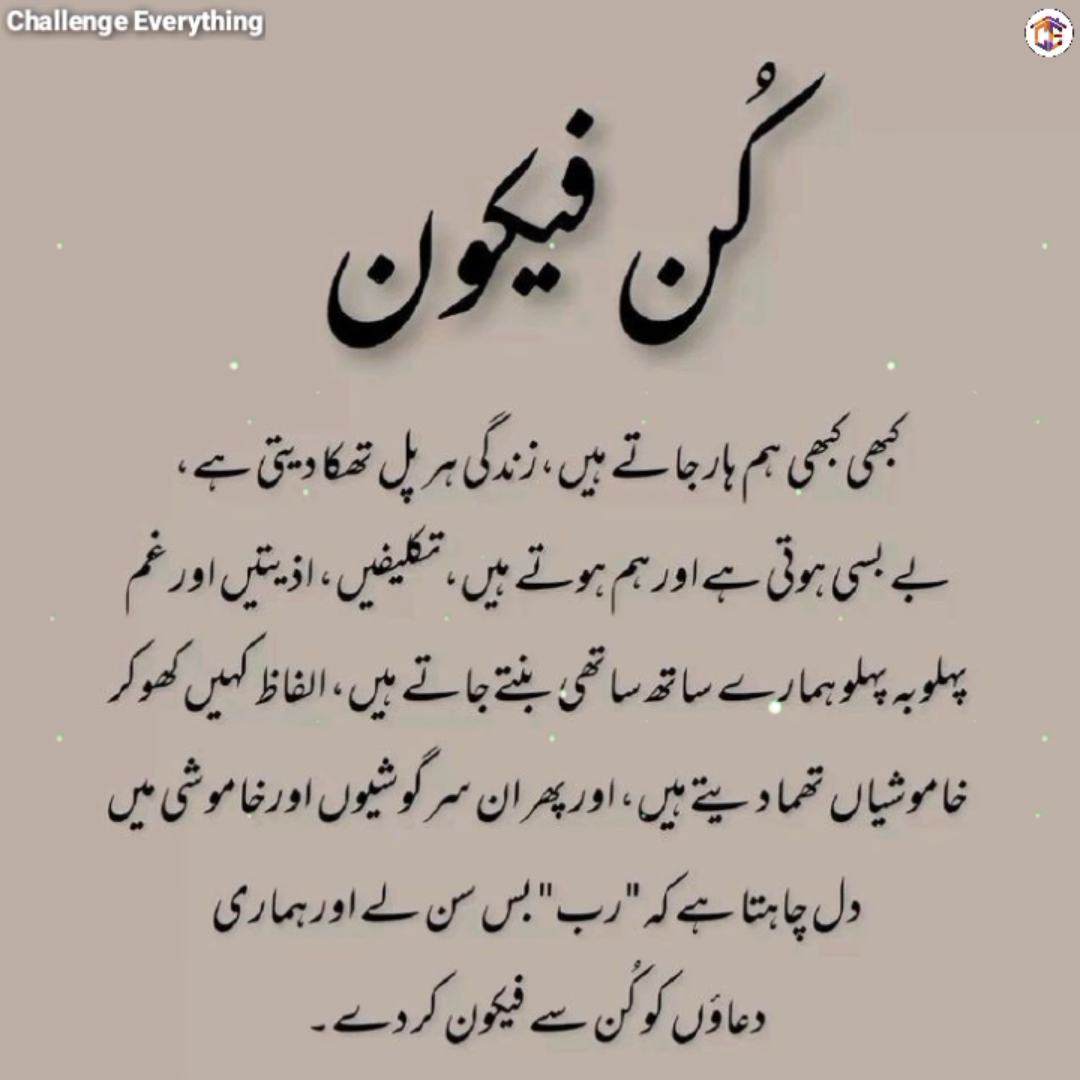 Challenge Everything
کُن فیکون
کبھی کبھی ہم ہار جاتے ہیں، زندگی ہر پل تھکا دیتی ہے،
بے بسی ہوتی ہے اور ہم ہوتے ہیں، تکلیفیں، اذیتیں اور غم
پہلو بہ پہلو ہمارے ساتھ ساتھی بنتے جاتے ہیں، الفاظ کہیں کھو کر
خاموشیاں تھما دیتے ہیں، اور پھر ان سرگوشیوں اور خاموشی میں
دل چاہتا ہے کہ "رب" بس سن لے اور ہماری
دعاؤں کو کُن سے فیکون کر دے ۔